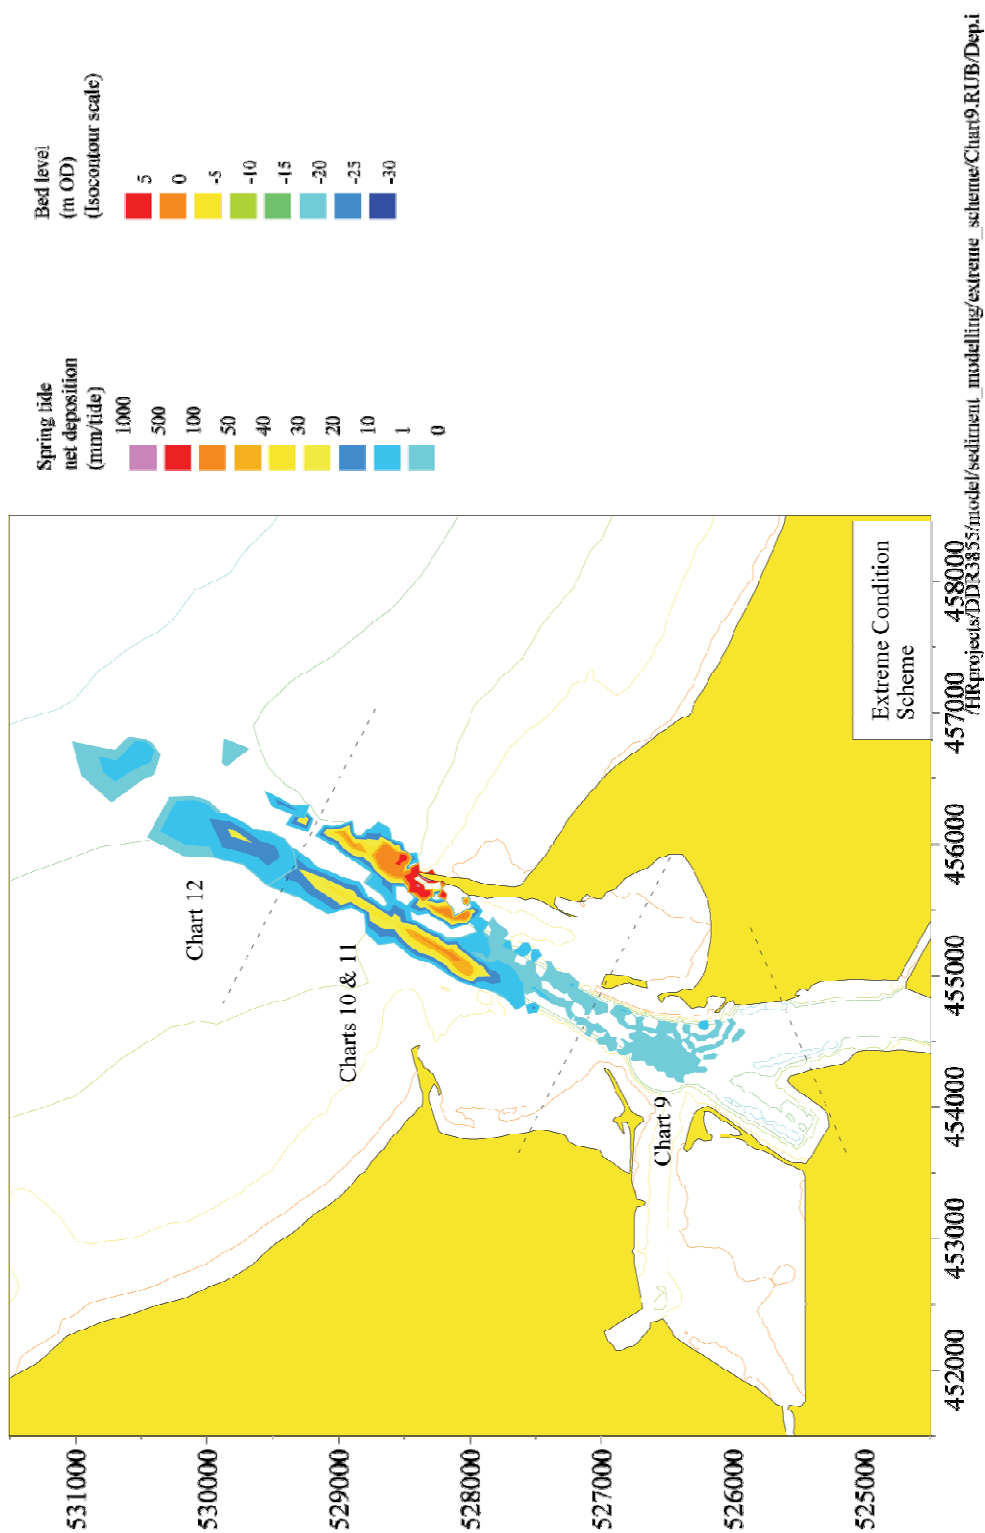 Spring tide
net deposition
(mm/tide)
1000
500
100
50
40
30
20
10
1
0
Bed level
(m OD)
(Isocontour scale)
5
0
-5
-10
-15
-20
-25
-30
Chart 12
Charts 10 & 11
Chart 9
Extreme Condition
Scheme
531000
530000
529000
528000
527000
526000
525000
452000
453000
454000
455000
456000
457000
458000
/HRprojects/DDR3855/model/sediment_modelling/extreme_scheme/Chart9.RUB/Dep.i